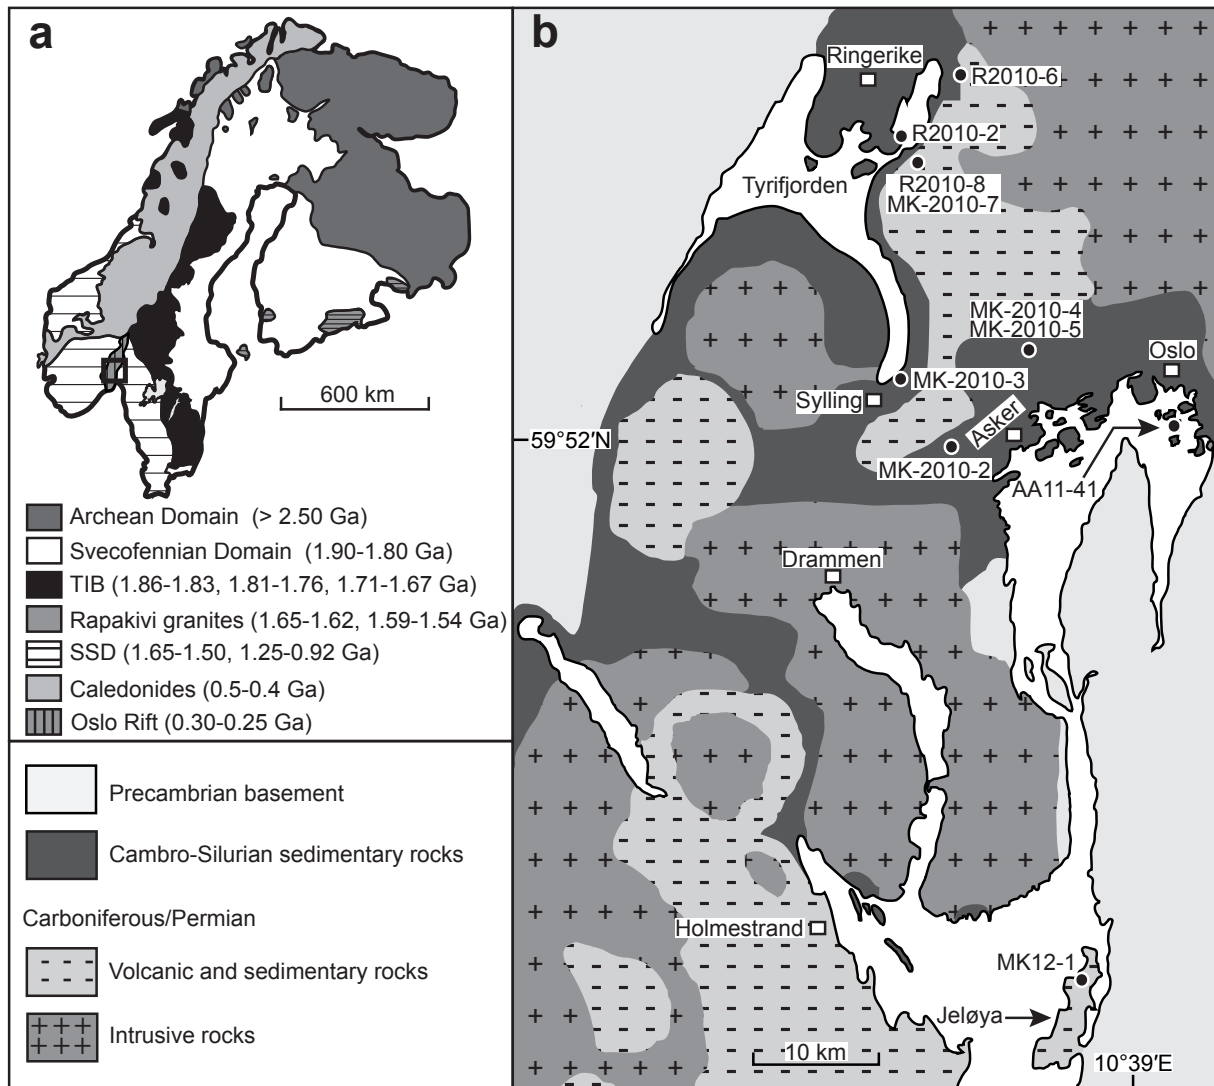 a
600 km
Archean Domain (> 2.50 Ga)
Svecofennian Domain (1.90-1.80 Ga)
TIB (1.86-1.83, 1.81-1.76, 1.71-1.67 Ga)
Rapakivi granites (1.65-1.62, 1.59-1.54 Ga)
SSD (1.65-1.50, 1.25-0.92 Ga)
Caledonides (0.5-0.4 Ga)
Oslo Rift (0.30-0.25 Ga)
Precambrian basement
Cambro-Silurian sedimentary rocks
Carboniferous/Permian
Volcanic and sedimentary rocks
Intrusive rocks
b
Ringerike
R2010-6
R2010-2
Tyrifjorden
R2010-8
MK-2010-7
MK-2010-4
MK-2010-5
Oslo
MK-2010-3
Sylling
Asker
59°52′N
MK-2010-2
AA11-41
Drammen
Holmestrand
MK12-1
Jeløya
10 km
10°39′E